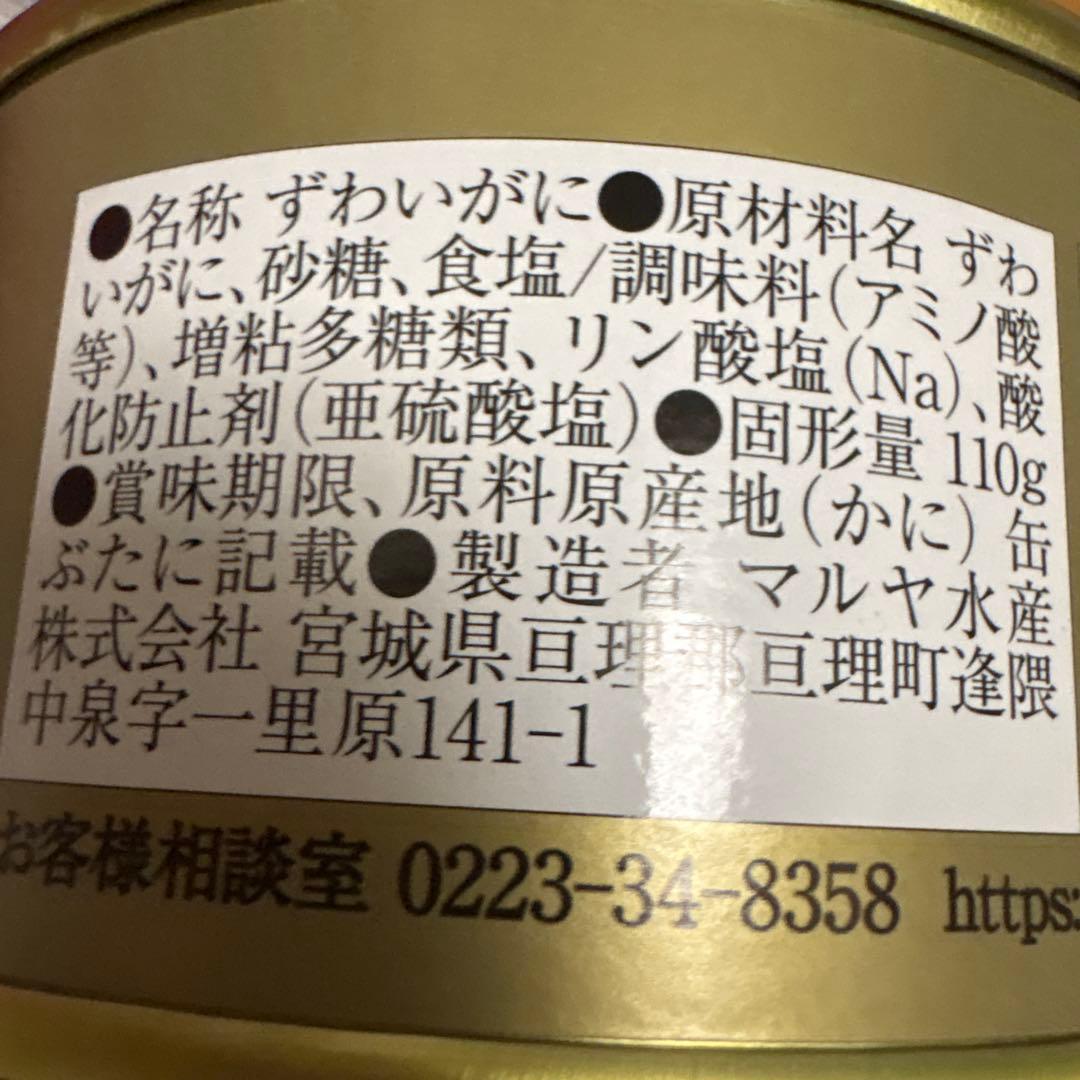 ●名称 ずわいがに●原材料名 ずわ
いがに、砂糖、食塩/調味料(アミノ酸
等)、増粘多糖類、リン酸塩(Na)、酸
化防止剤(亜硫酸塩)●固形量 110g
●賞味期限、原料原産地(かに) 缶
ぶたに記載●製造者 マルヤ水産
株式会社 宮城県亘理郡亘理町逢隈
中泉字一里原141-1
お客様相談室 0223-34-8358 https: